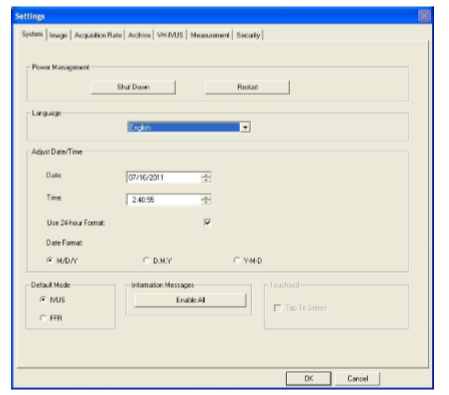 Settings
System Image Acquisition Rate Archive VH-IVUS Measurement Security
Power Management
Shut Down Restart
Language
English
Adjust Date/Time
Date: 07/16/2011
Time: 2:40:55
Use 24-hour Format:
Date Format:
M/D/Y D.M.Y Y-M-D
Default Mode Information Messages Touchpad
IVUS Enable All Tap To Select
FFR
OK Cancel